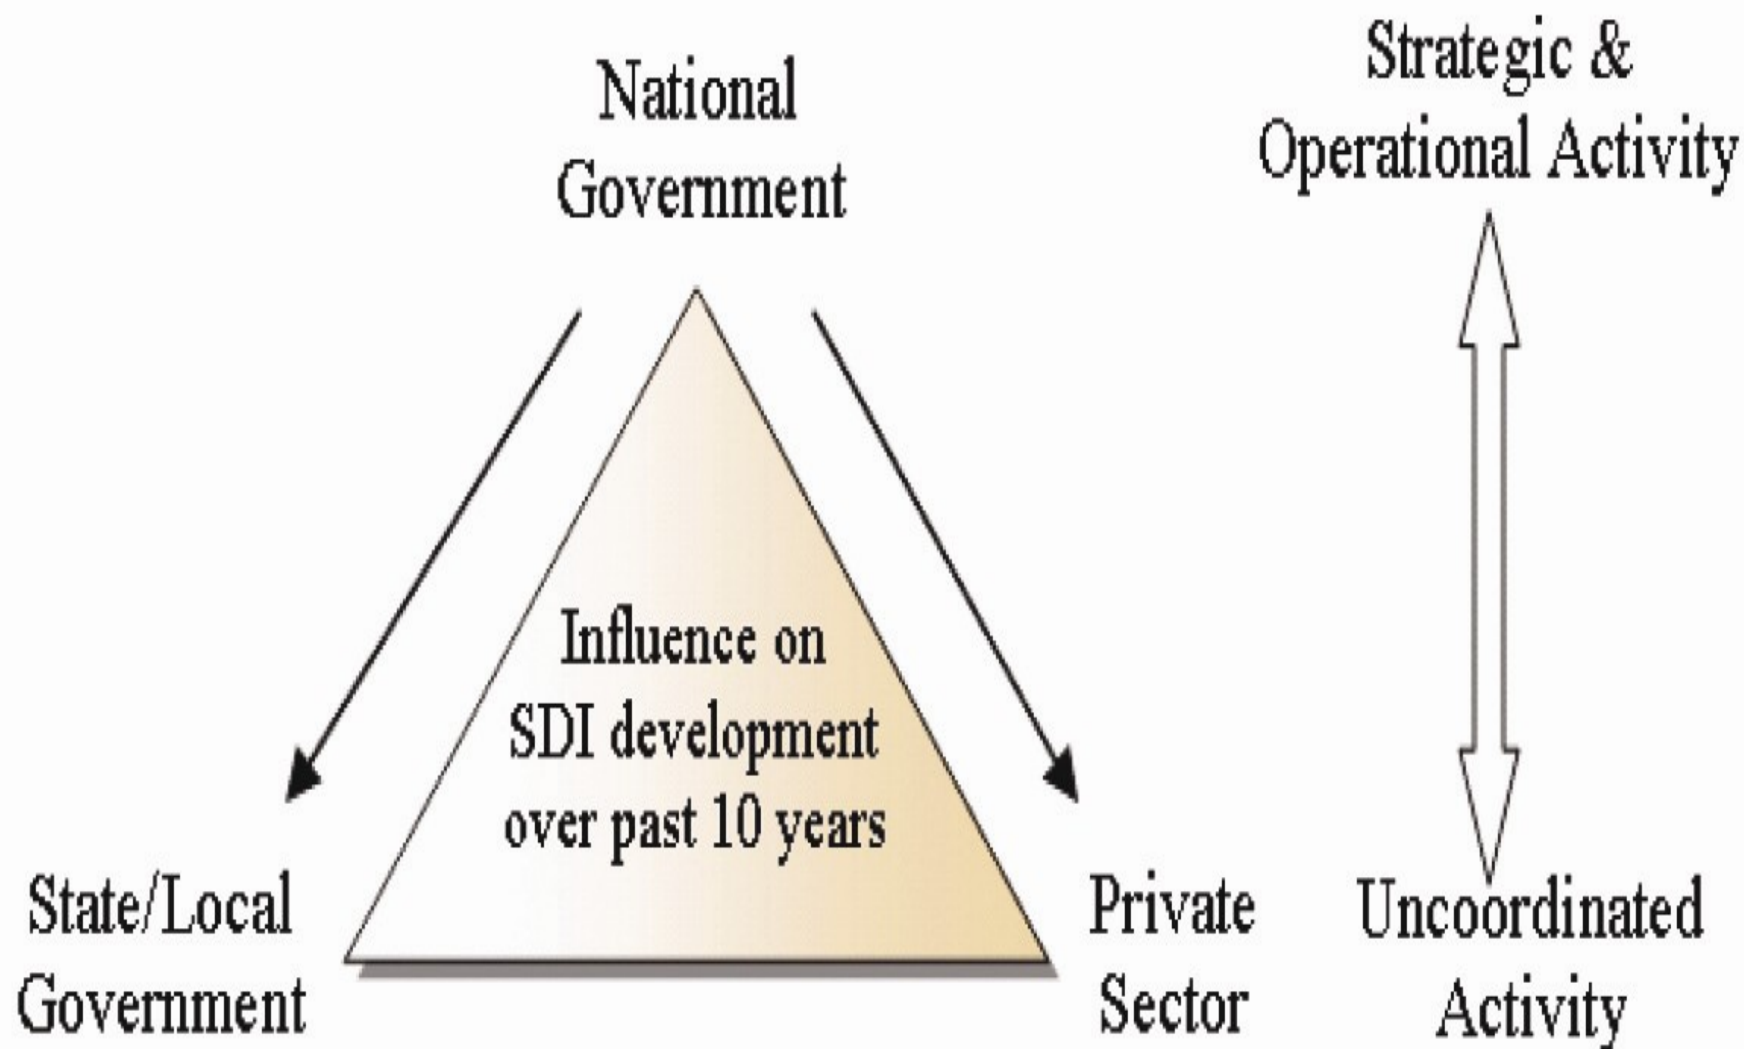 National
Government
Strategic &
Operational Activity
Influence on
SDI development
over past 10 years
State/Local
Government
Private
Sector
Uncoordinated
Activity